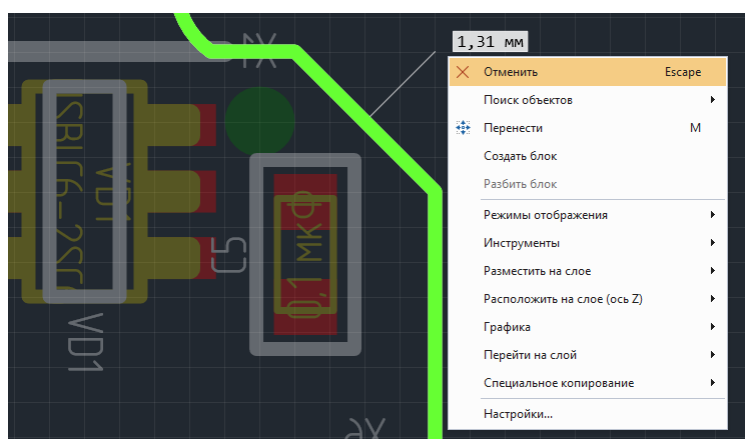 1,31 мм
Отменить Escape
Поиск объектов
Перенести M
Создать блок
Разбить блок
Режимы отображения
Инструменты
Разместить на слое
Расположить на слое (ось Z)
Графика
Перейти на слой
Специальное копирование
Настройки...
VD1
C5
0,1 мкФ
VD1